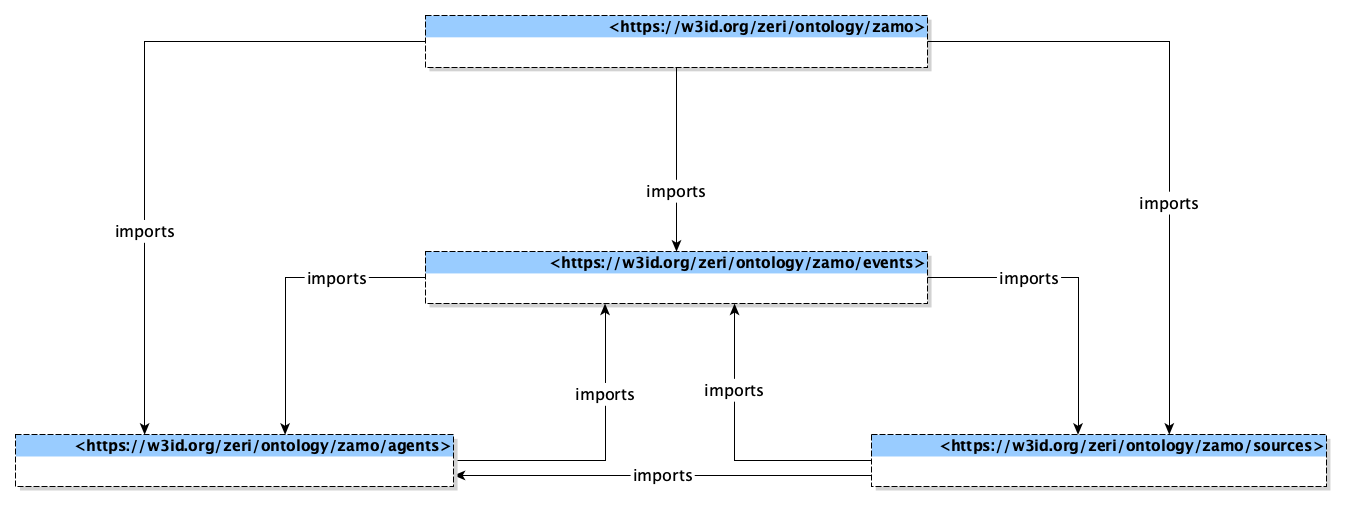 <https://w3id.org/zeri/ontology/zamo>
imports
imports
imports
<https://w3id.org/zeri/ontology/zamo/events>
imports
imports
imports
imports
<https://w3id.org/zeri/ontology/zamo/agents>
<https://w3id.org/zeri/ontology/zamo/sources>
imports